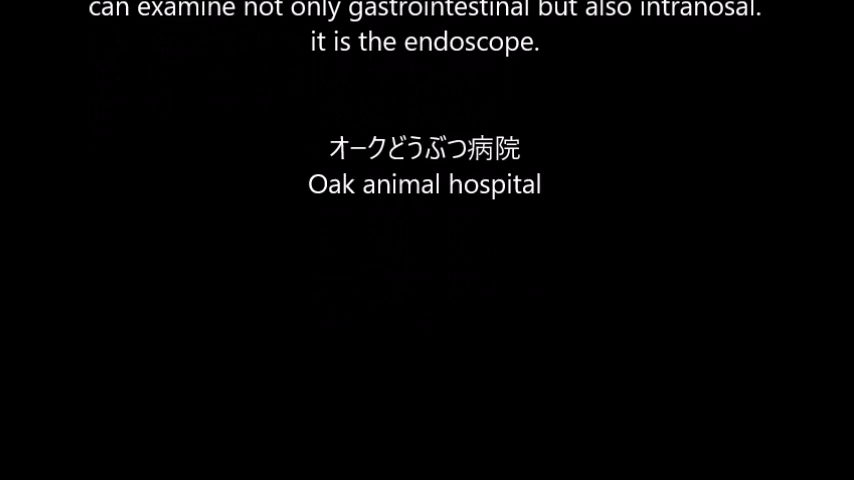 can examine not only gastrointestinal but also intranosal.
it is the endoscope.
オークどうぶつ病院
Oak animal hospital